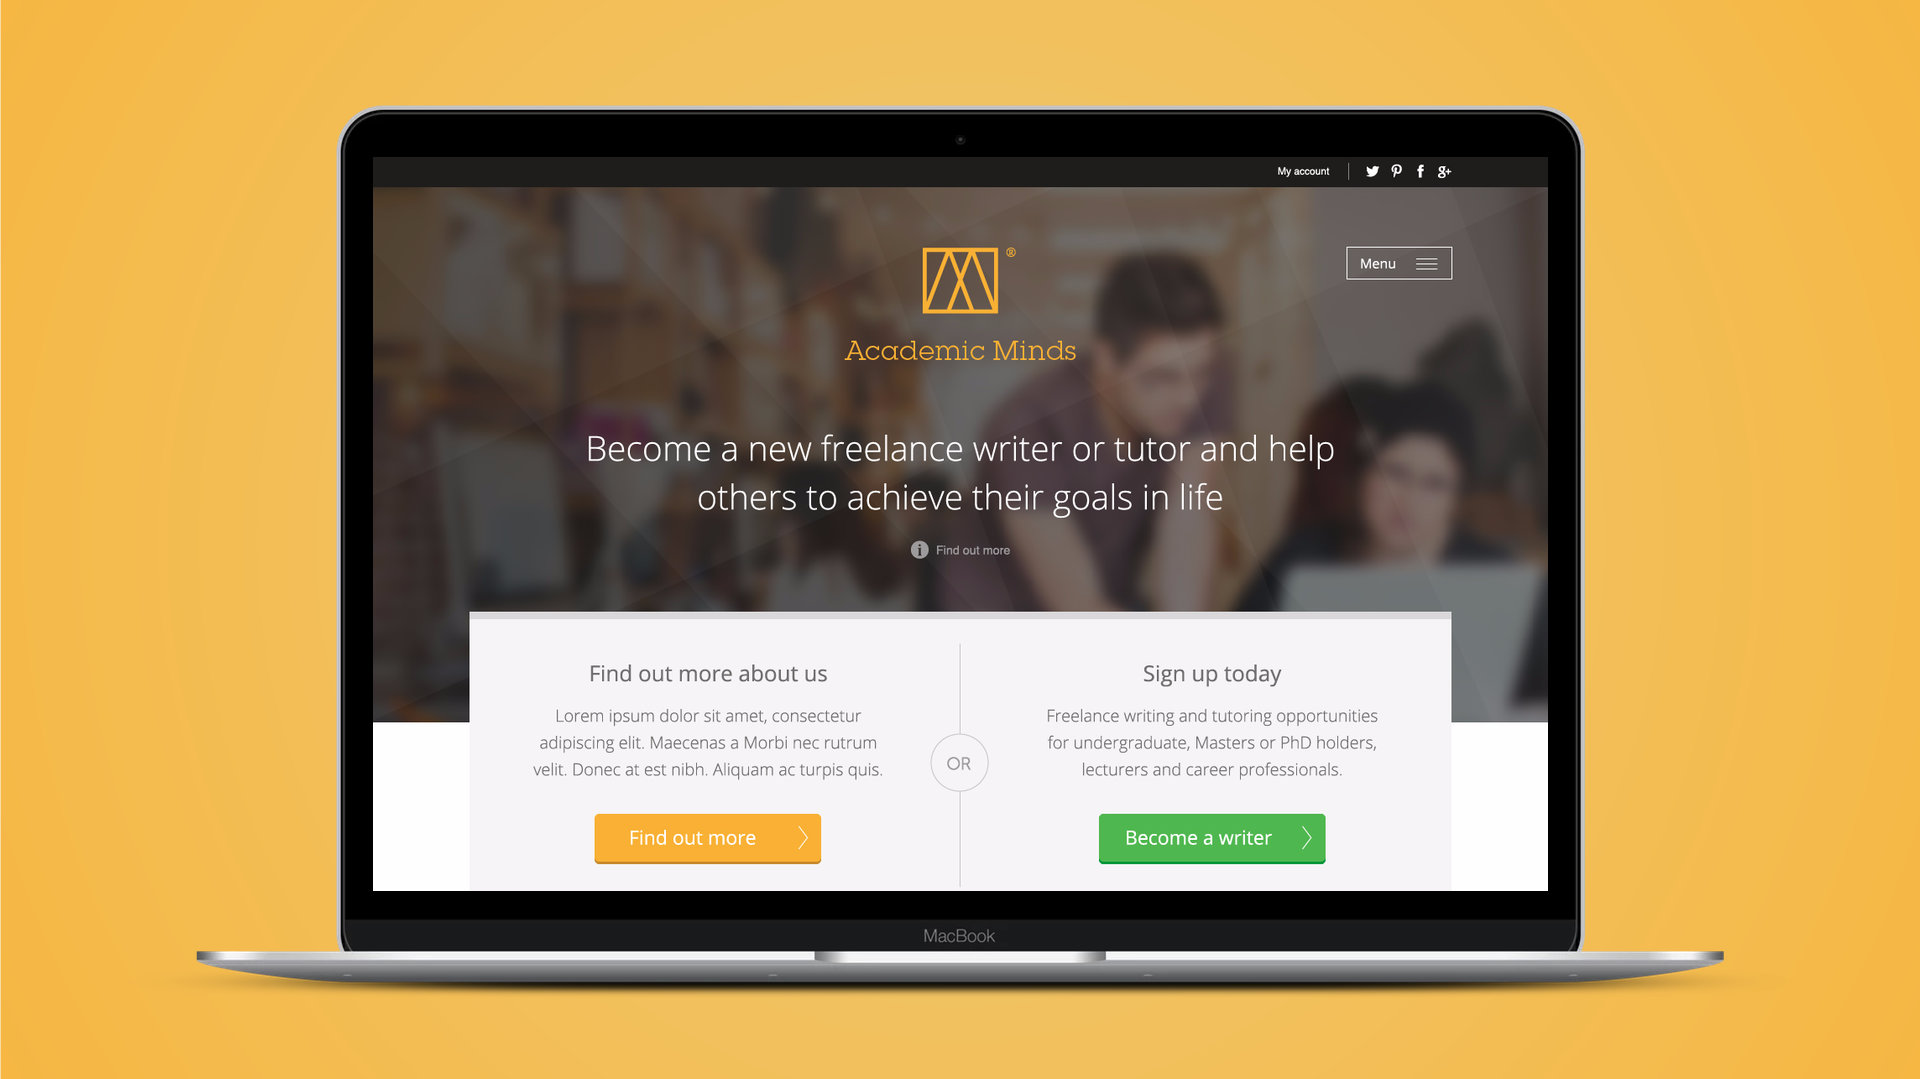 My account
Menu
®
Academic Minds
Become a new freelance writer or tutor and help
others to achieve their goals in life
i Find out more
Find out more about us
Lorem ipsum dolor sit amet, consectetur
adipiscing elit. Maecenas a Morbi nec rutrum
velit. Donec at est nibh. Aliquam ac turpis quis.
Find out more
OR
Sign up today
Freelance writing and tutoring opportunities
for undergraduate, Masters or PhD holders,
lecturers and career professionals.
Become a writer
MacBook